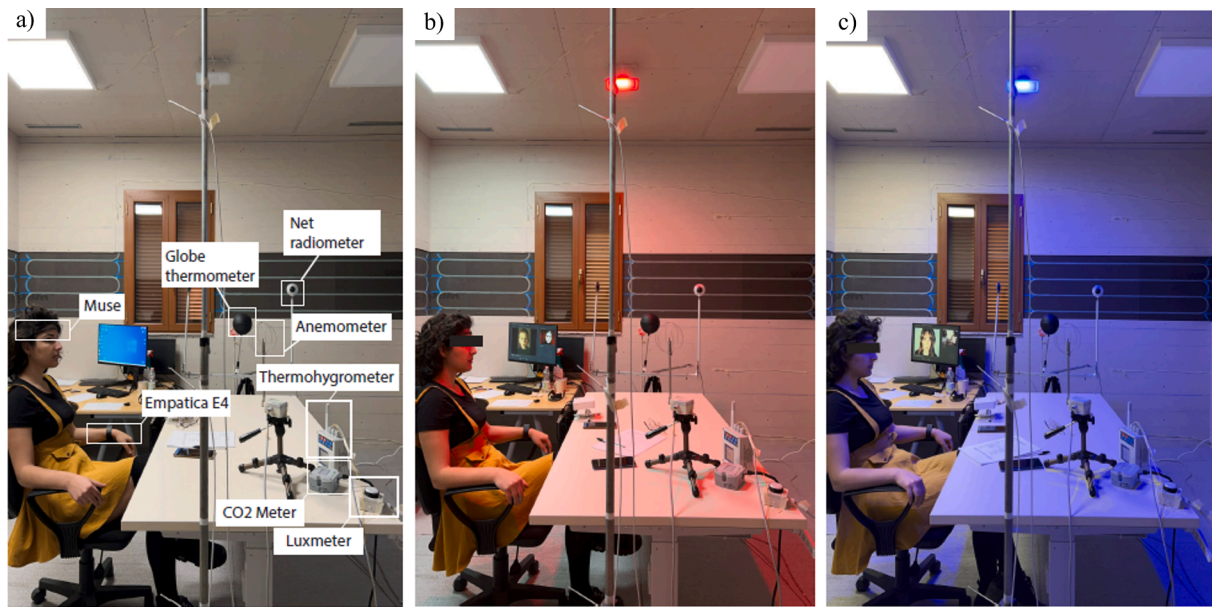 a)
b)
c)
Net
radiometer
Globe
thermometer
Muse
Anemometer
Thermohygrometer
Empatica E4
CO2 Meter
Luxmeter